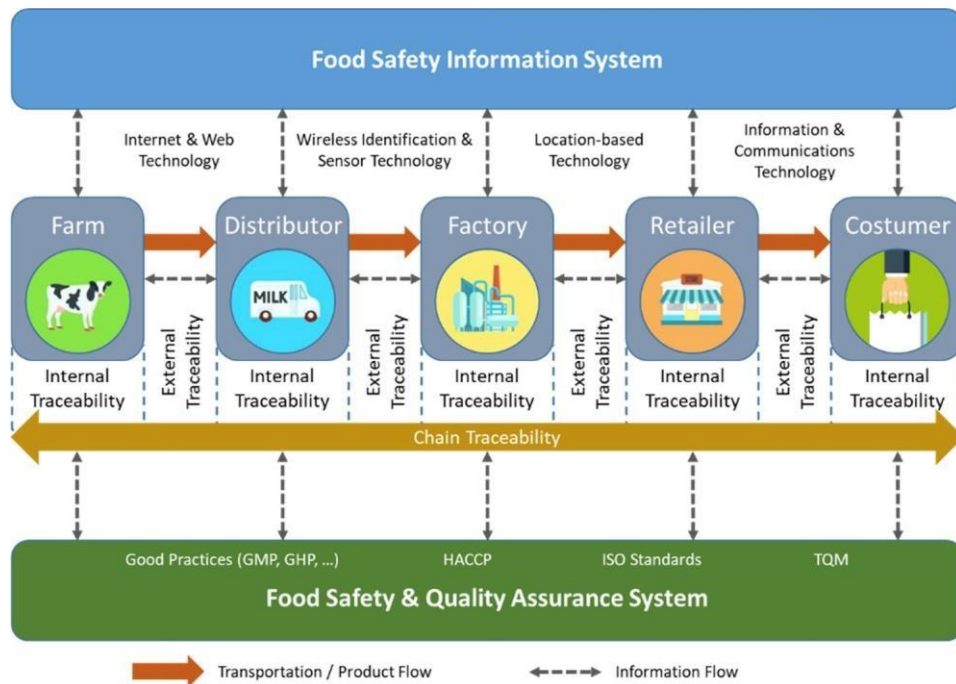 Food Safety Information System
Internet & Web
Technology
Wireless Identification &
Sensor Technology
Location-based
Technology
Information &
Communications
Technology
Farm
Distributor
Factory
Retailer
Costumer
MILK
Internal
Traceability
External
Traceability
Internal
Traceability
External
Traceability
Internal
Traceability
External
Traceability
Internal
Traceability
External
Traceability
Internal
Traceability
Chain Traceability
Good Practices (GMP, GHP, ...)
HACCP
ISO Standards
TQM
Food Safety & Quality Assurance System
Transportation / Product Flow
Information Flow